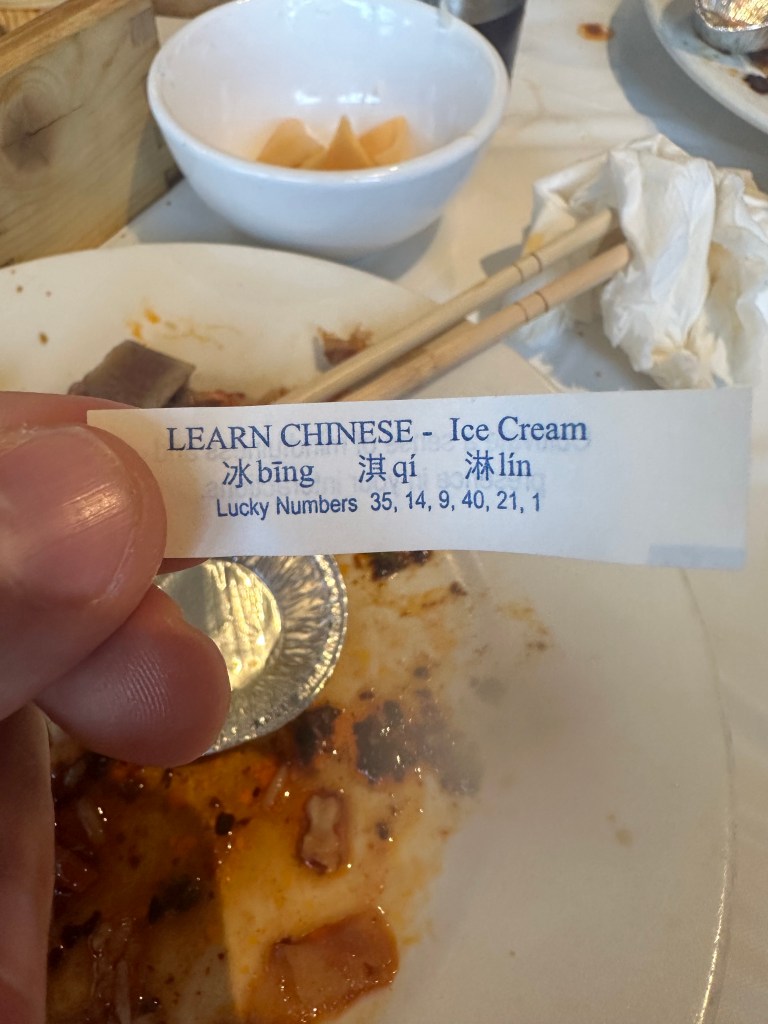 LEARN CHINESE - Ice Cream
冰 bīng 淇 qí 淋 lín
Lucky Numbers 35, 14, 9, 40, 21, 1